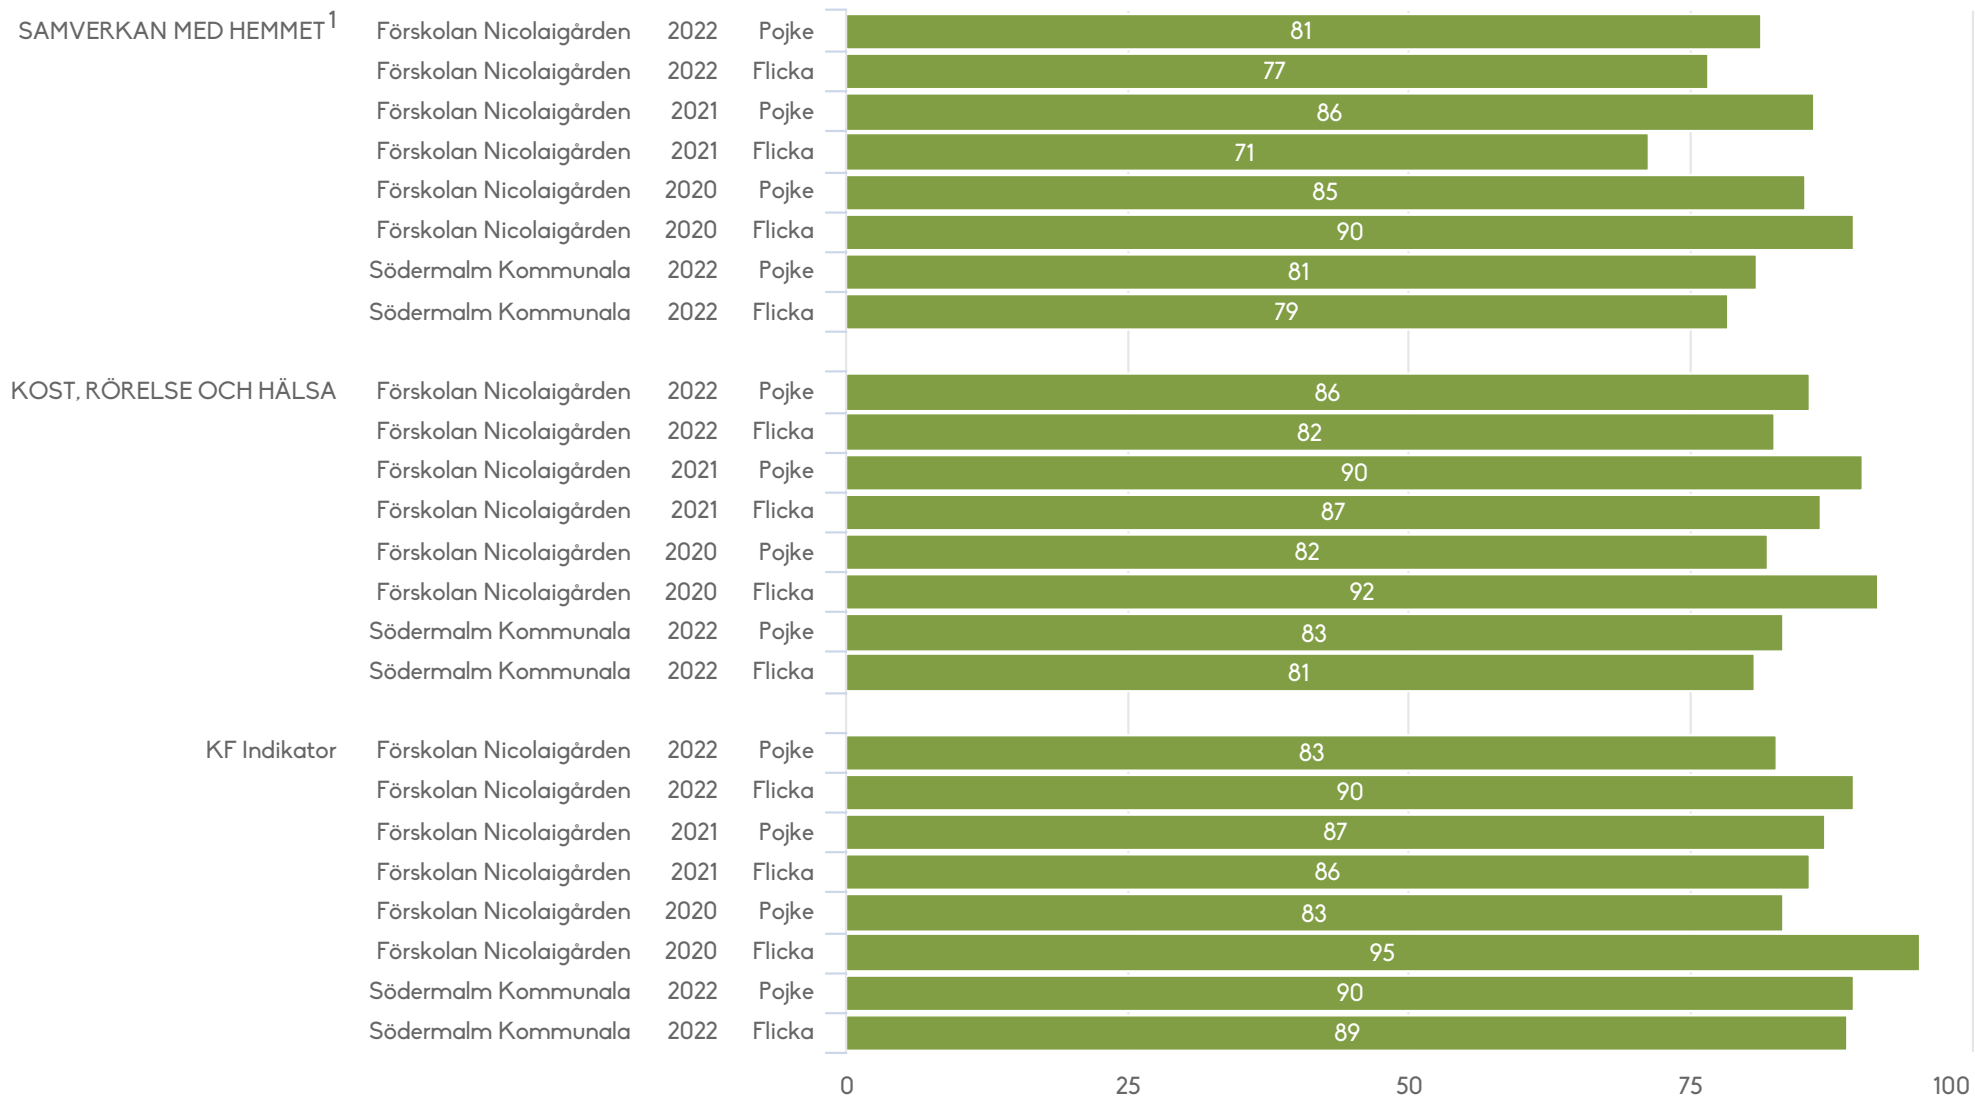 SAMVERKAN MED HEMMET1 Förskolan Nicolaigården 2022 Pojke 81
Förskolan Nicolaigården 2022 Flicka 77
Förskolan Nicolaigården 2021 Pojke 86
Förskolan Nicolaigården 2021 Flicka 71
Förskolan Nicolaigården 2020 Pojke 85
Förskolan Nicolaigården 2020 Flicka 90
Södermalm Kommunala 2022 Pojke 81
Södermalm Kommunala 2022 Flicka 79
KOST, RÖRELSE OCH HÄLSA Förskolan Nicolaigården 2022 Pojke 86
Förskolan Nicolaigården 2022 Flicka 82
Förskolan Nicolaigården 2021 Pojke 90
Förskolan Nicolaigården 2021 Flicka 87
Förskolan Nicolaigården 2020 Pojke 82
Förskolan Nicolaigården 2020 Flicka 92
Södermalm Kommunala 2022 Pojke 83
Södermalm Kommunala 2022 Flicka 81
KF Indikator Förskolan Nicolaigården 2022 Pojke 83
Förskolan Nicolaigården 2022 Flicka 90
Förskolan Nicolaigården 2021 Pojke 87
Förskolan Nicolaigården 2021 Flicka 86
Förskolan Nicolaigården 2020 Pojke 83
Förskolan Nicolaigården 2020 Flicka 95
Södermalm Kommunala 2022 Pojke 90
Södermalm Kommunala 2022 Flicka 89
0 25 50 75 100